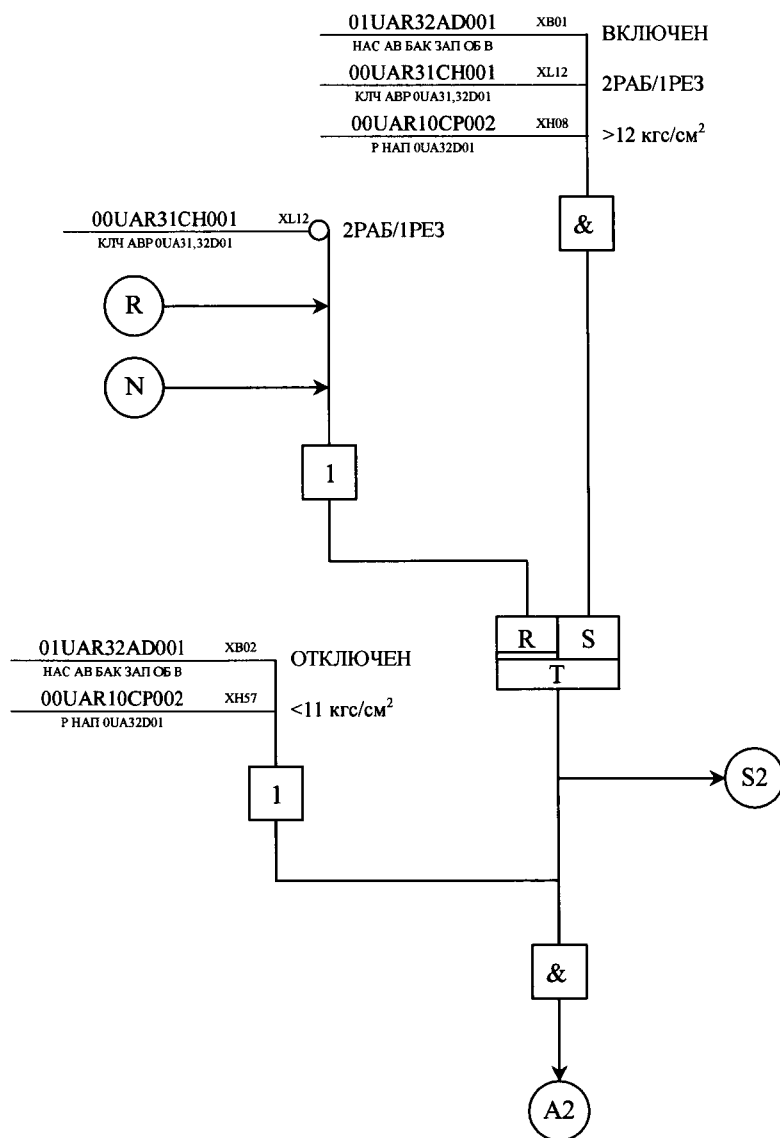 01UAR32AD001 XB01 ВКЛЮЧЕН
НАС АВ БАК ЗАП ОБ В
00UAR31CH001 XL12 2РАБ/1РЕЗ
КЛЧ АВР 0UA31,32D01
00UAR10CP002 XH08 >12 кгс/см²
Р НАП 0UA32D01
&
00UAR31CH001 XL12 2РАБ/1РЕЗ
КЛЧ АВР 0UA31,32D01
R
N
1
R S
T
01UAR32AD001 XB02 ОТКЛЮЧЕН
НАС АВ БАК ЗАП ОБ В
00UAR10CP002 XH57 <11 кгс/см²
Р НАП 0UA32D01
S2
1
&
A2